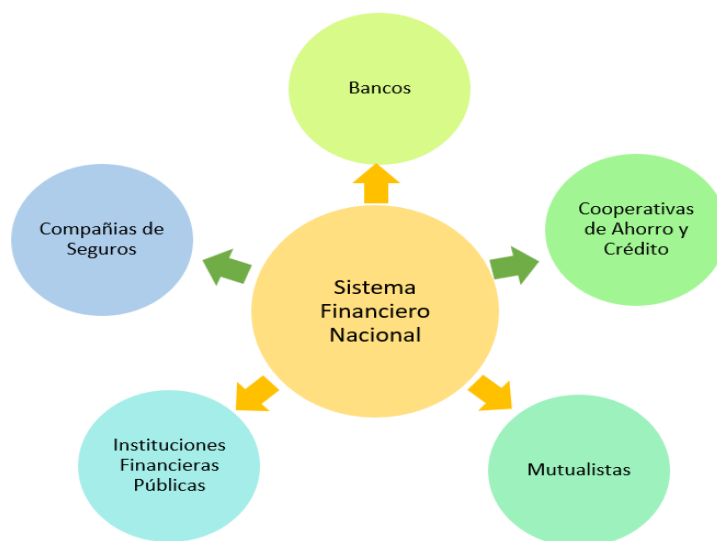 Bancos
Compañias de
Seguros
Cooperativas
de Ahorro y
Crédito
Sistema
Financiero
Nacional
Instituciones
Financieras
Públicas
Mutualistas